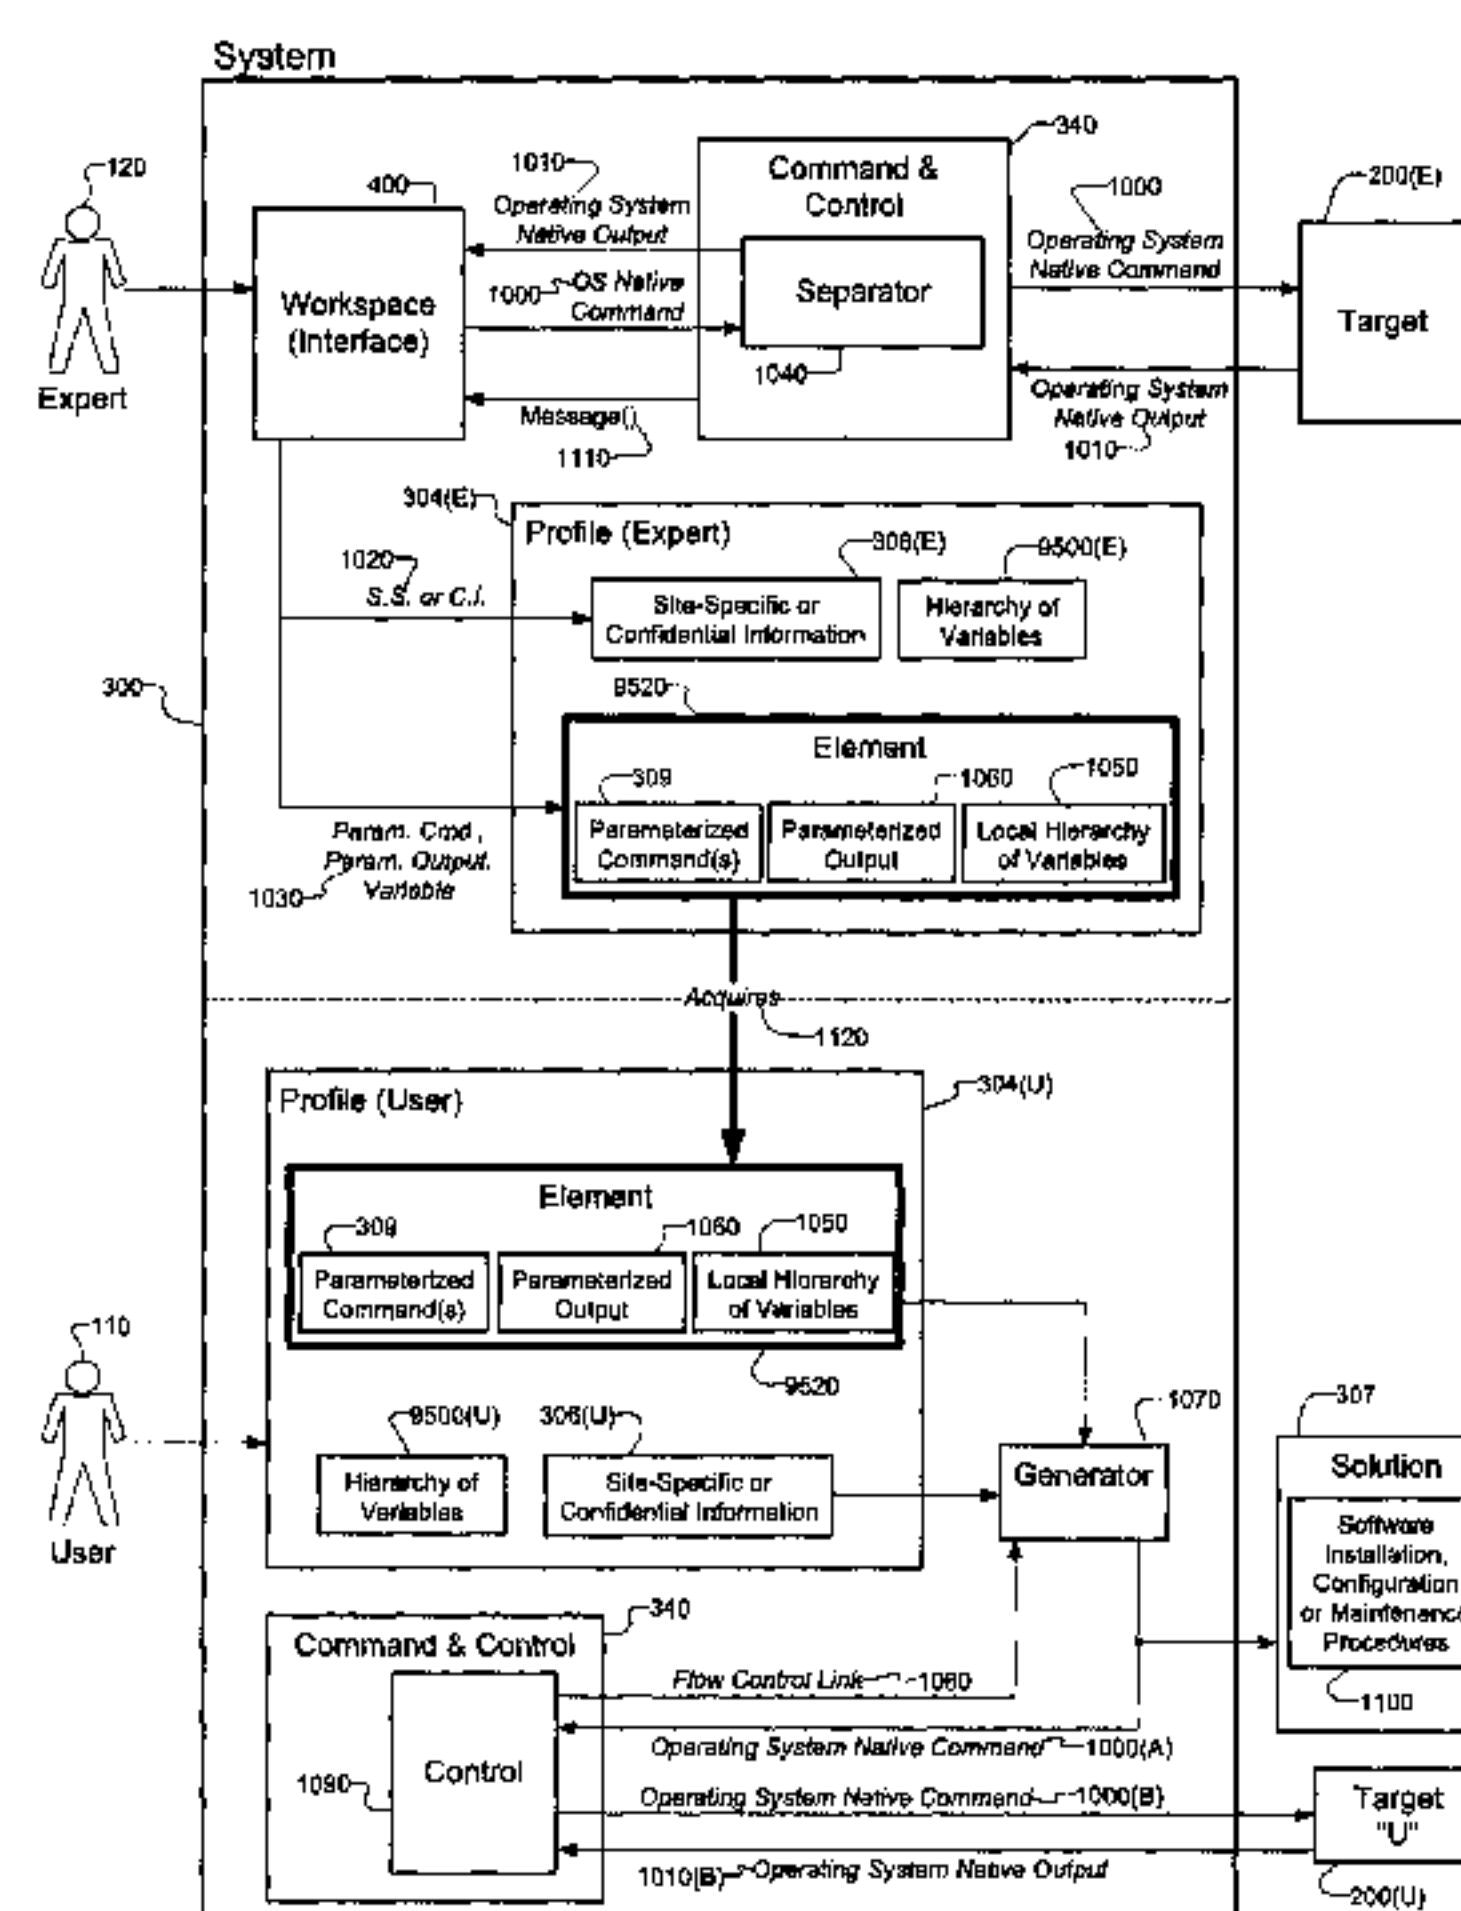 System
340
120
1010
Command &
Control
1000
200(E)
400
Operating System
Native Output
Operating System
Native Command
Workspace
(Interface)
1000
OS Native
Command
Separator
Target
1040
Expert
Message()
1110
Operating System
Native Output
1010
304(E)
Profile (Expert)
306(E)
9500(E)
1020
S.S. or C.I.
Site-Specific or
Confidential Information
Hierarchy of
Variables
300
9520
Element
309
1060
1050
Param. Cmd.,
Param. Output,
Variable
1030
Parameterized
Command(s)
Parameterized
Output
Local Hierarchy
of Variables
Acquires
1120
Profile (User)
304(U)
Element
309
1060
1050
Parameterized
Command(s)
Parameterized
Output
Local Hierarchy
of Variables
110
9520
9500(U)
306(U)
1070
307
Hierarchy of
Variables
Site-Specific or
Confidential Information
Generator
Solution
User
Software
Installation,
Configuration
or Maintenance
Procedures
1100
340
Command & Control
Flow Control Link
Operating System Native Command
1000(A)
Control
1090
Operating System Native Command
1000(B)
Target
"U"
1010(B)
Operating System Native Output
200(U)